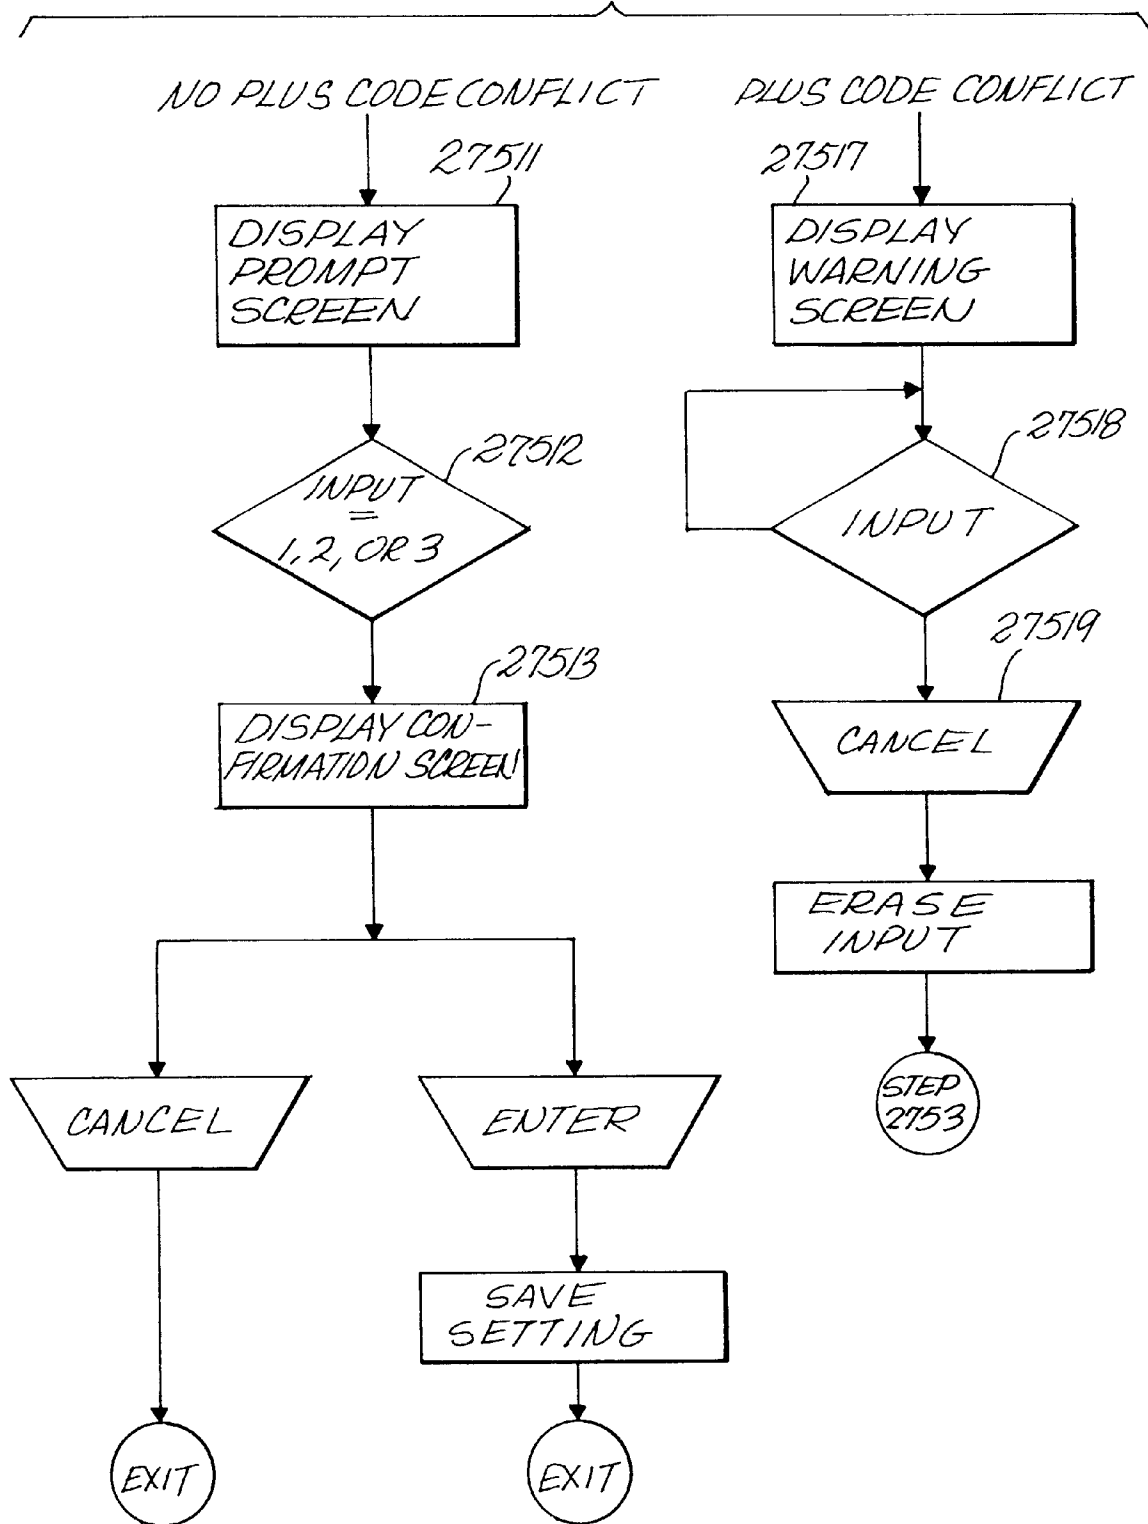 NO PLUS CODE CONFLICT
27511
DISPLAY
PROMPT
SCREEN
27512
INPUT
=
1, 2, OR 3
27513
DISPLAY CON-
FIRMATION SCREEN
CANCEL
EXIT
ENTER
SAVE
SETTING
EXIT
PLUS CODE CONFLICT
27517
DISPLAY
WARNING
SCREEN
27518
INPUT
27519
CANCEL
ERASE
INPUT
STEP
2753